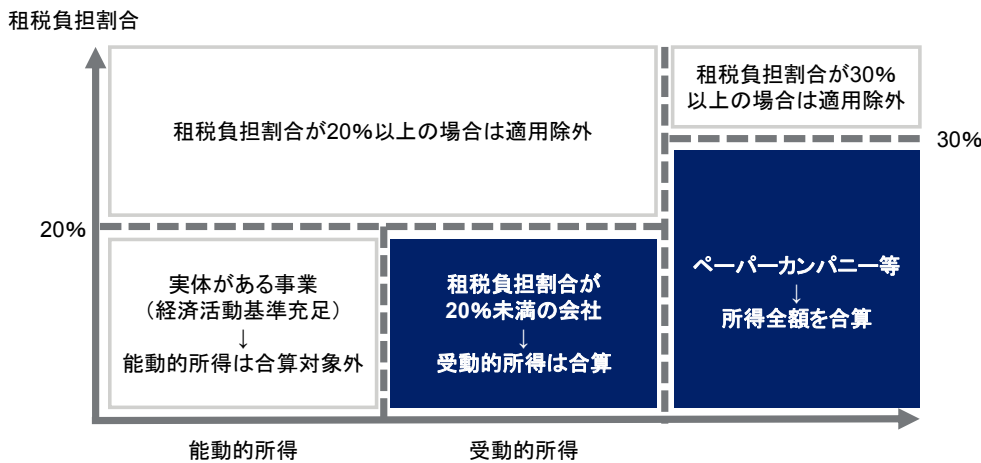 租税負担割合
租税負担割合が20%以上の場合は適用除外
租税負担割合が30%
以上の場合は適用除外
30%
20%
実体がある事業
（経済活動基準充足）
↓
能動的所得は合算対象外
租税負担割合が
20%未満の会社
↓
受動的所得は合算
ペーパーカンパニー等
↓
所得全額を合算
能動的所得
受動的所得